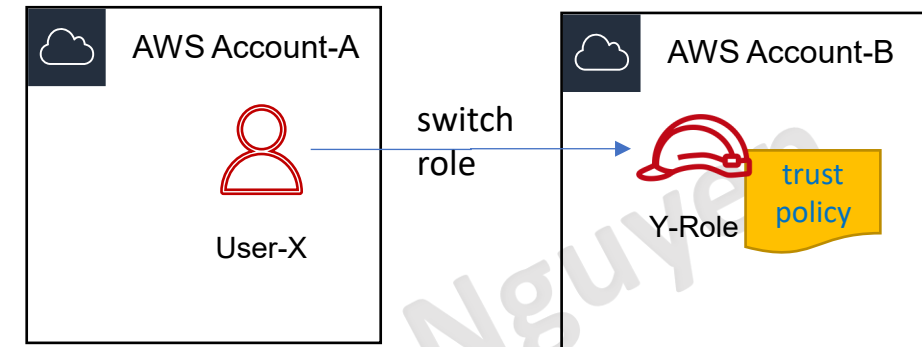 AWS Account-A
AWS Account-B
switch
role
trust
policy
Y-Role
User-X
Nguyen